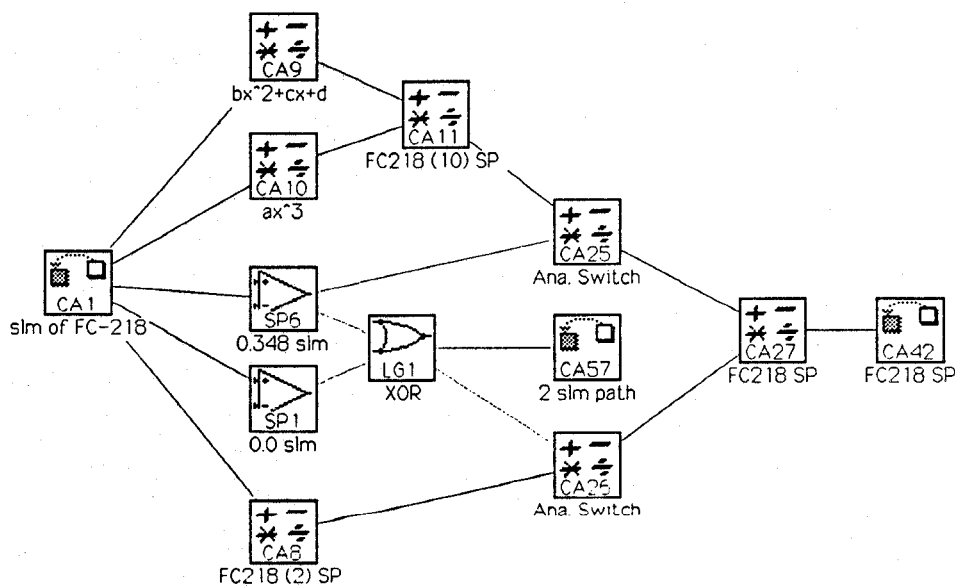 CA9
bx^2+cx+d
CA11
FC218 (10) SP
CA10
ax^3
CA25
Ana. Switch
CA1
slm of FC-218
SP6
0.348 slm
LG1
XOR
CA57
2 slm path
CA27
FC218 SP
CA42
FC218 SP
SP1
0.0 slm
CA26
Ana. Switch
CA8
FC218 (2) SP